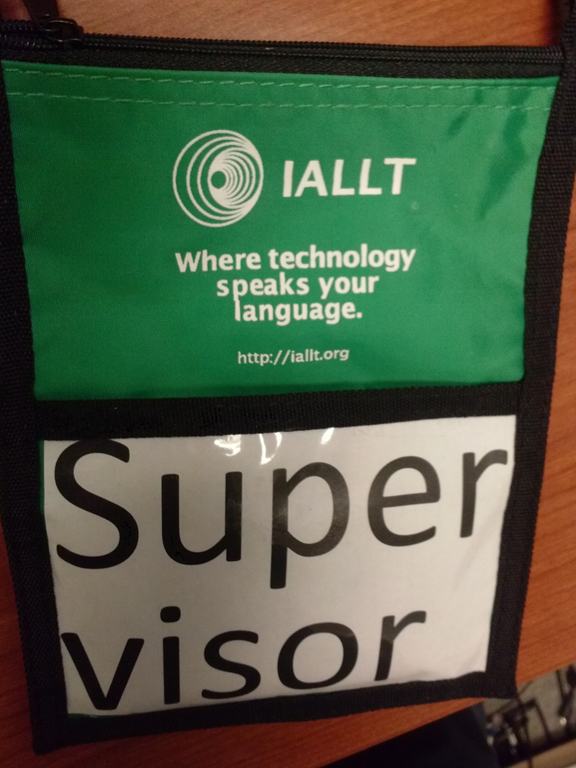 IALLT
Where technology
speaks your
language.
http://iallt.org
Super
visor